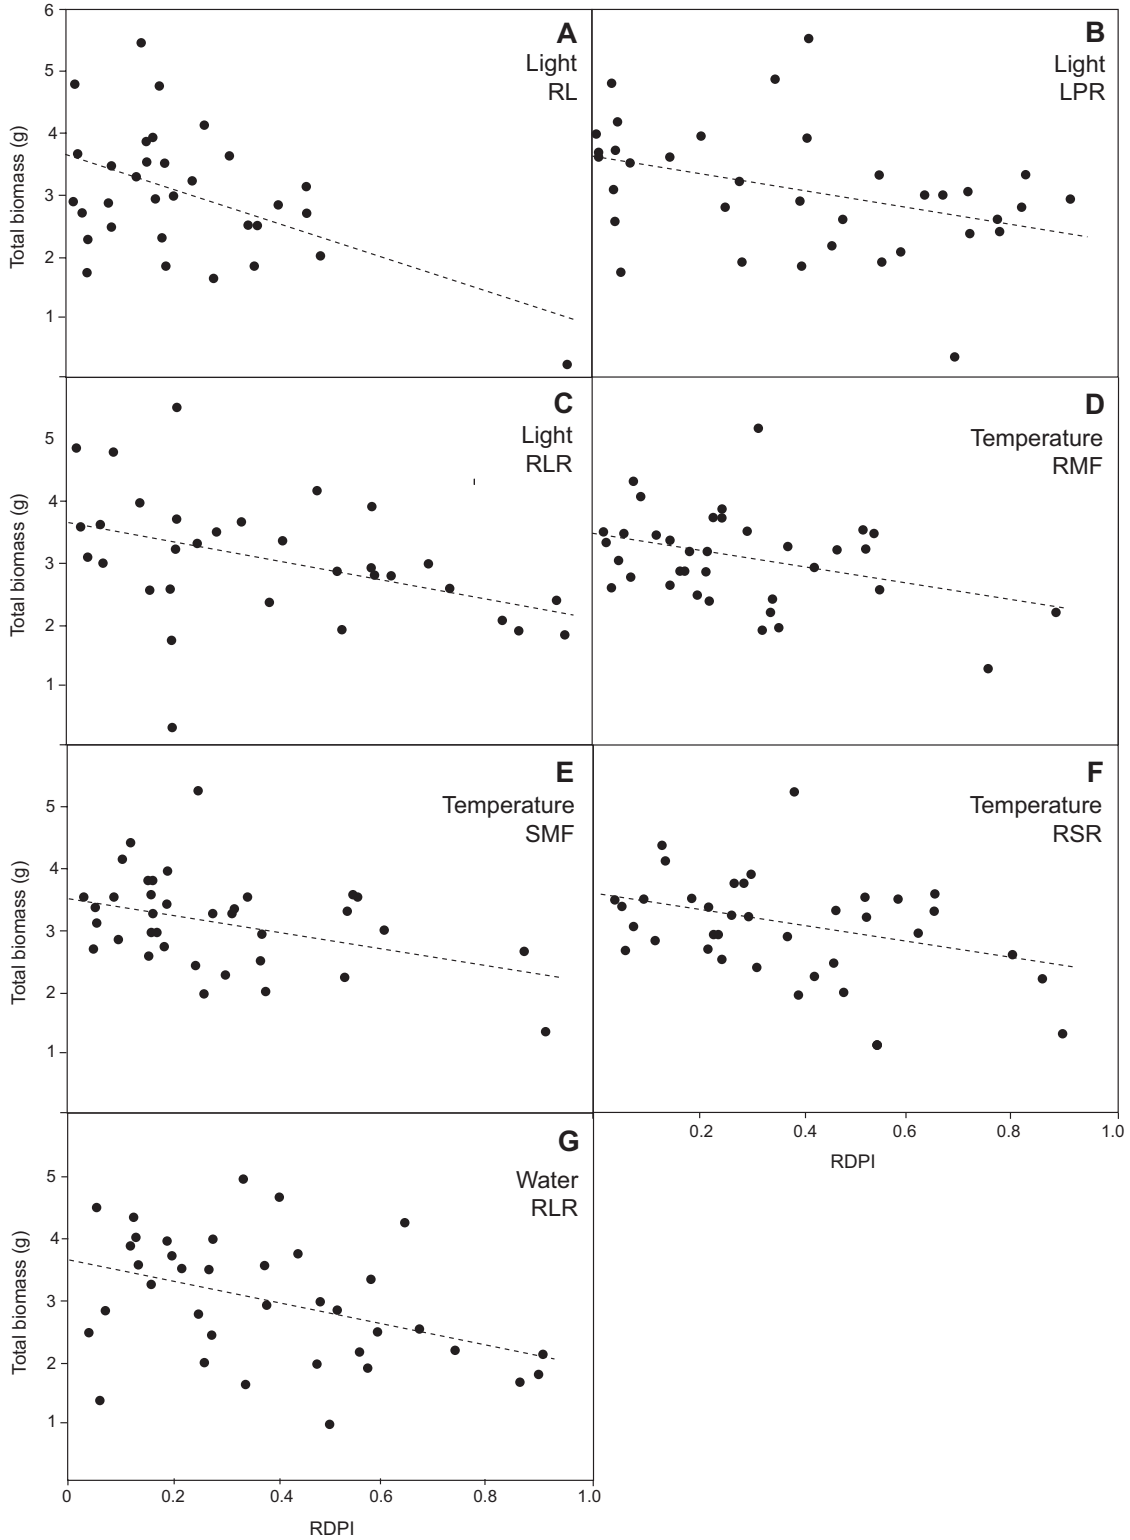 6
5
4
3
2
1
Total biomass (g)
A
Light
RL
B
Light
LPR
5
4
3
2
1
Total biomass (g)
C
Light
RLR
D
Temperature
RMF
5
4
3
2
1
Total biomass (g)
E
Temperature
SMF
F
Temperature
RSR
0.2 0.4 0.6 0.8 1.0
RDPI
5
4
3
2
1
Total biomass (g)
G
Water
RLR
0 0.2 0.4 0.6 0.8 1.0
RDPI